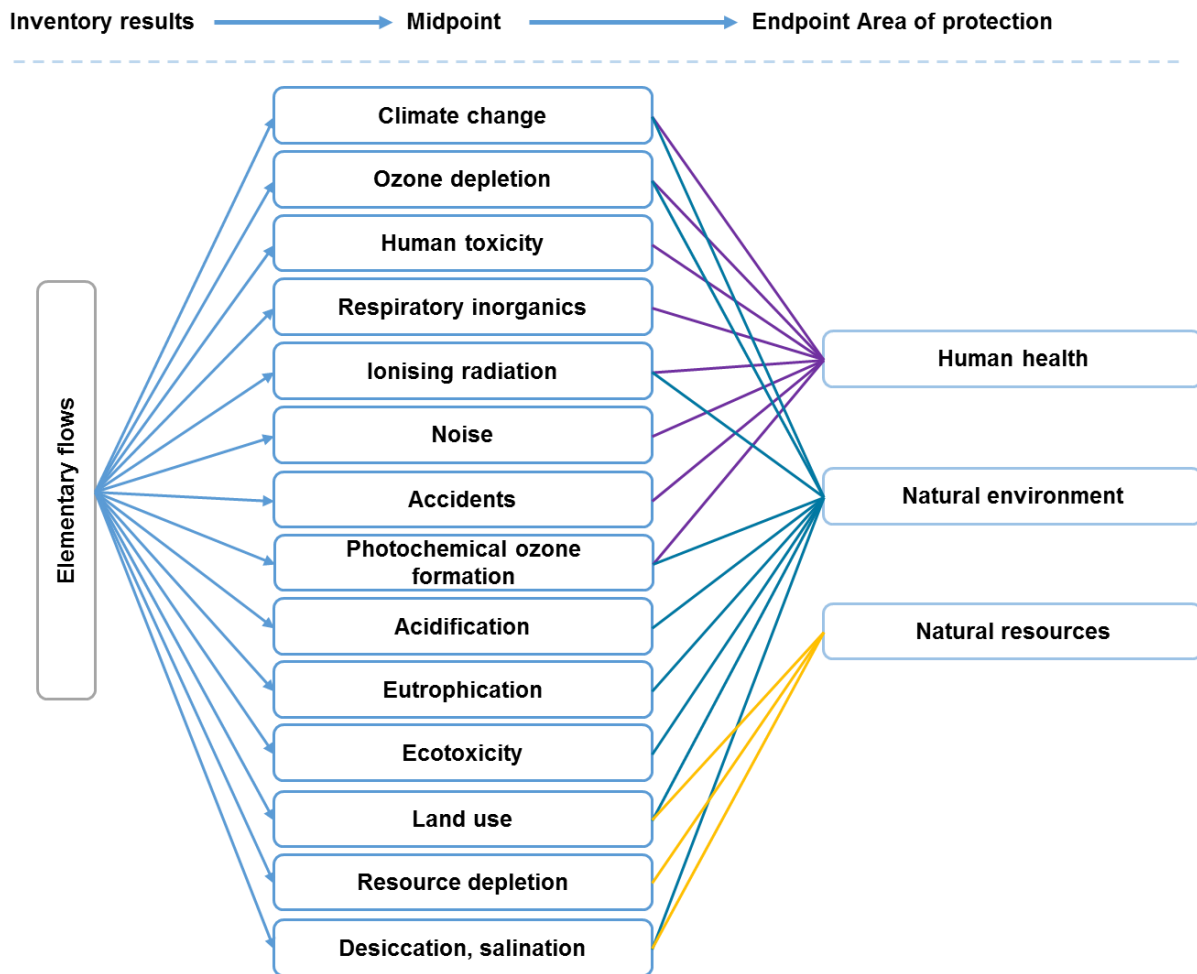 Inventory results
Midpoint
Endpoint Area of protection
Elementary flows
Climate change
Ozone depletion
Human toxicity
Respiratory inorganics
Ionising radiation
Noise
Accidents
Photochemical ozone
formation
Acidification
Eutrophication
Ecotoxicity
Land use
Resource depletion
Desiccation, salination
Human health
Natural environment
Natural resources